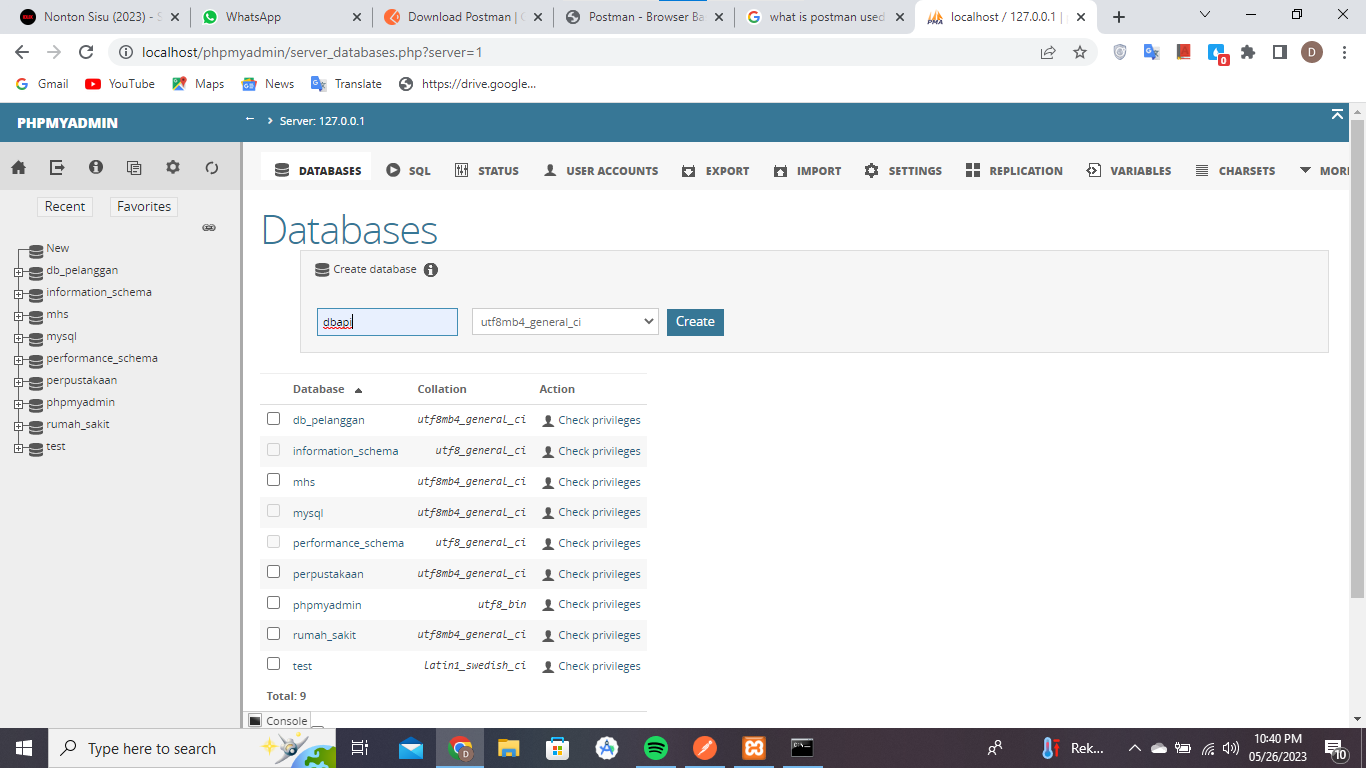 Nonton Sisu (2023) - S
WhatsApp
Download Postman |
Postman - Browser Ba
what is postman used
localhost / 127.0.0.1 | p
localhost/phpmyadmin/server_databases.php?server=1
0
D
Gmail
YouTube
Maps
News
Translate
https://drive.google...
PHPMYADMIN
Server: 127.0.0.1
DATABASES
SQL
STATUS
USER ACCOUNTS
EXPORT
IMPORT
SETTINGS
REPLICATION
VARIABLES
CHARSETS
MORE
Recent
Favorites
New
db_pelanggan
information_schema
mhs
mysql
performance_schema
perpustakaan
phpmyadmin
rumah_sakit
test
Databases
Create database
dbapi
utf8mb4_general_ci
Create
Database Collation Action
db_pelanggan utf8mb4_general_ci Check privileges
information_schema utf8_general_ci Check privileges
mhs utf8mb4_general_ci Check privileges
mysql utf8mb4_general_ci Check privileges
performance_schema utf8_general_ci Check privileges
perpustakaan utf8mb4_general_ci Check privileges
phpmyadmin utf8_bin Check privileges
rumah_sakit utf8mb4_general_ci Check privileges
test latin1_swedish_ci Check privileges
Total: 9
Console
Type here to search
D
Rek...
10:40 PM
05/26/2023
10